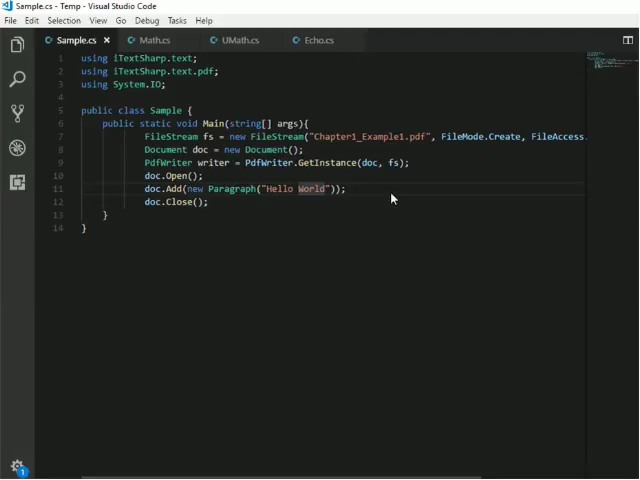 Sample.cs - Temp - Visual Studio Code
File Edit Selection View Go Debug Tasks Help
Sample.cs × Math.cs UMath.cs Echo.cs
1 using iTextSharp.text;
2 using iTextSharp.text.pdf;
3 using System.IO;
4
5 public class Sample {
6 public static void Main(string[] args){
7 FileStream fs = new FileStream("Chapter1_Example1.pdf", FileMode.Create, FileAccess.
8 Document doc = new Document();
9 PdfWriter writer = PdfWriter.GetInstance(doc, fs);
10 doc.Open();
11 doc.Add(new Paragraph("Hello World"));
12 doc.Close();
13 }
14 }
1